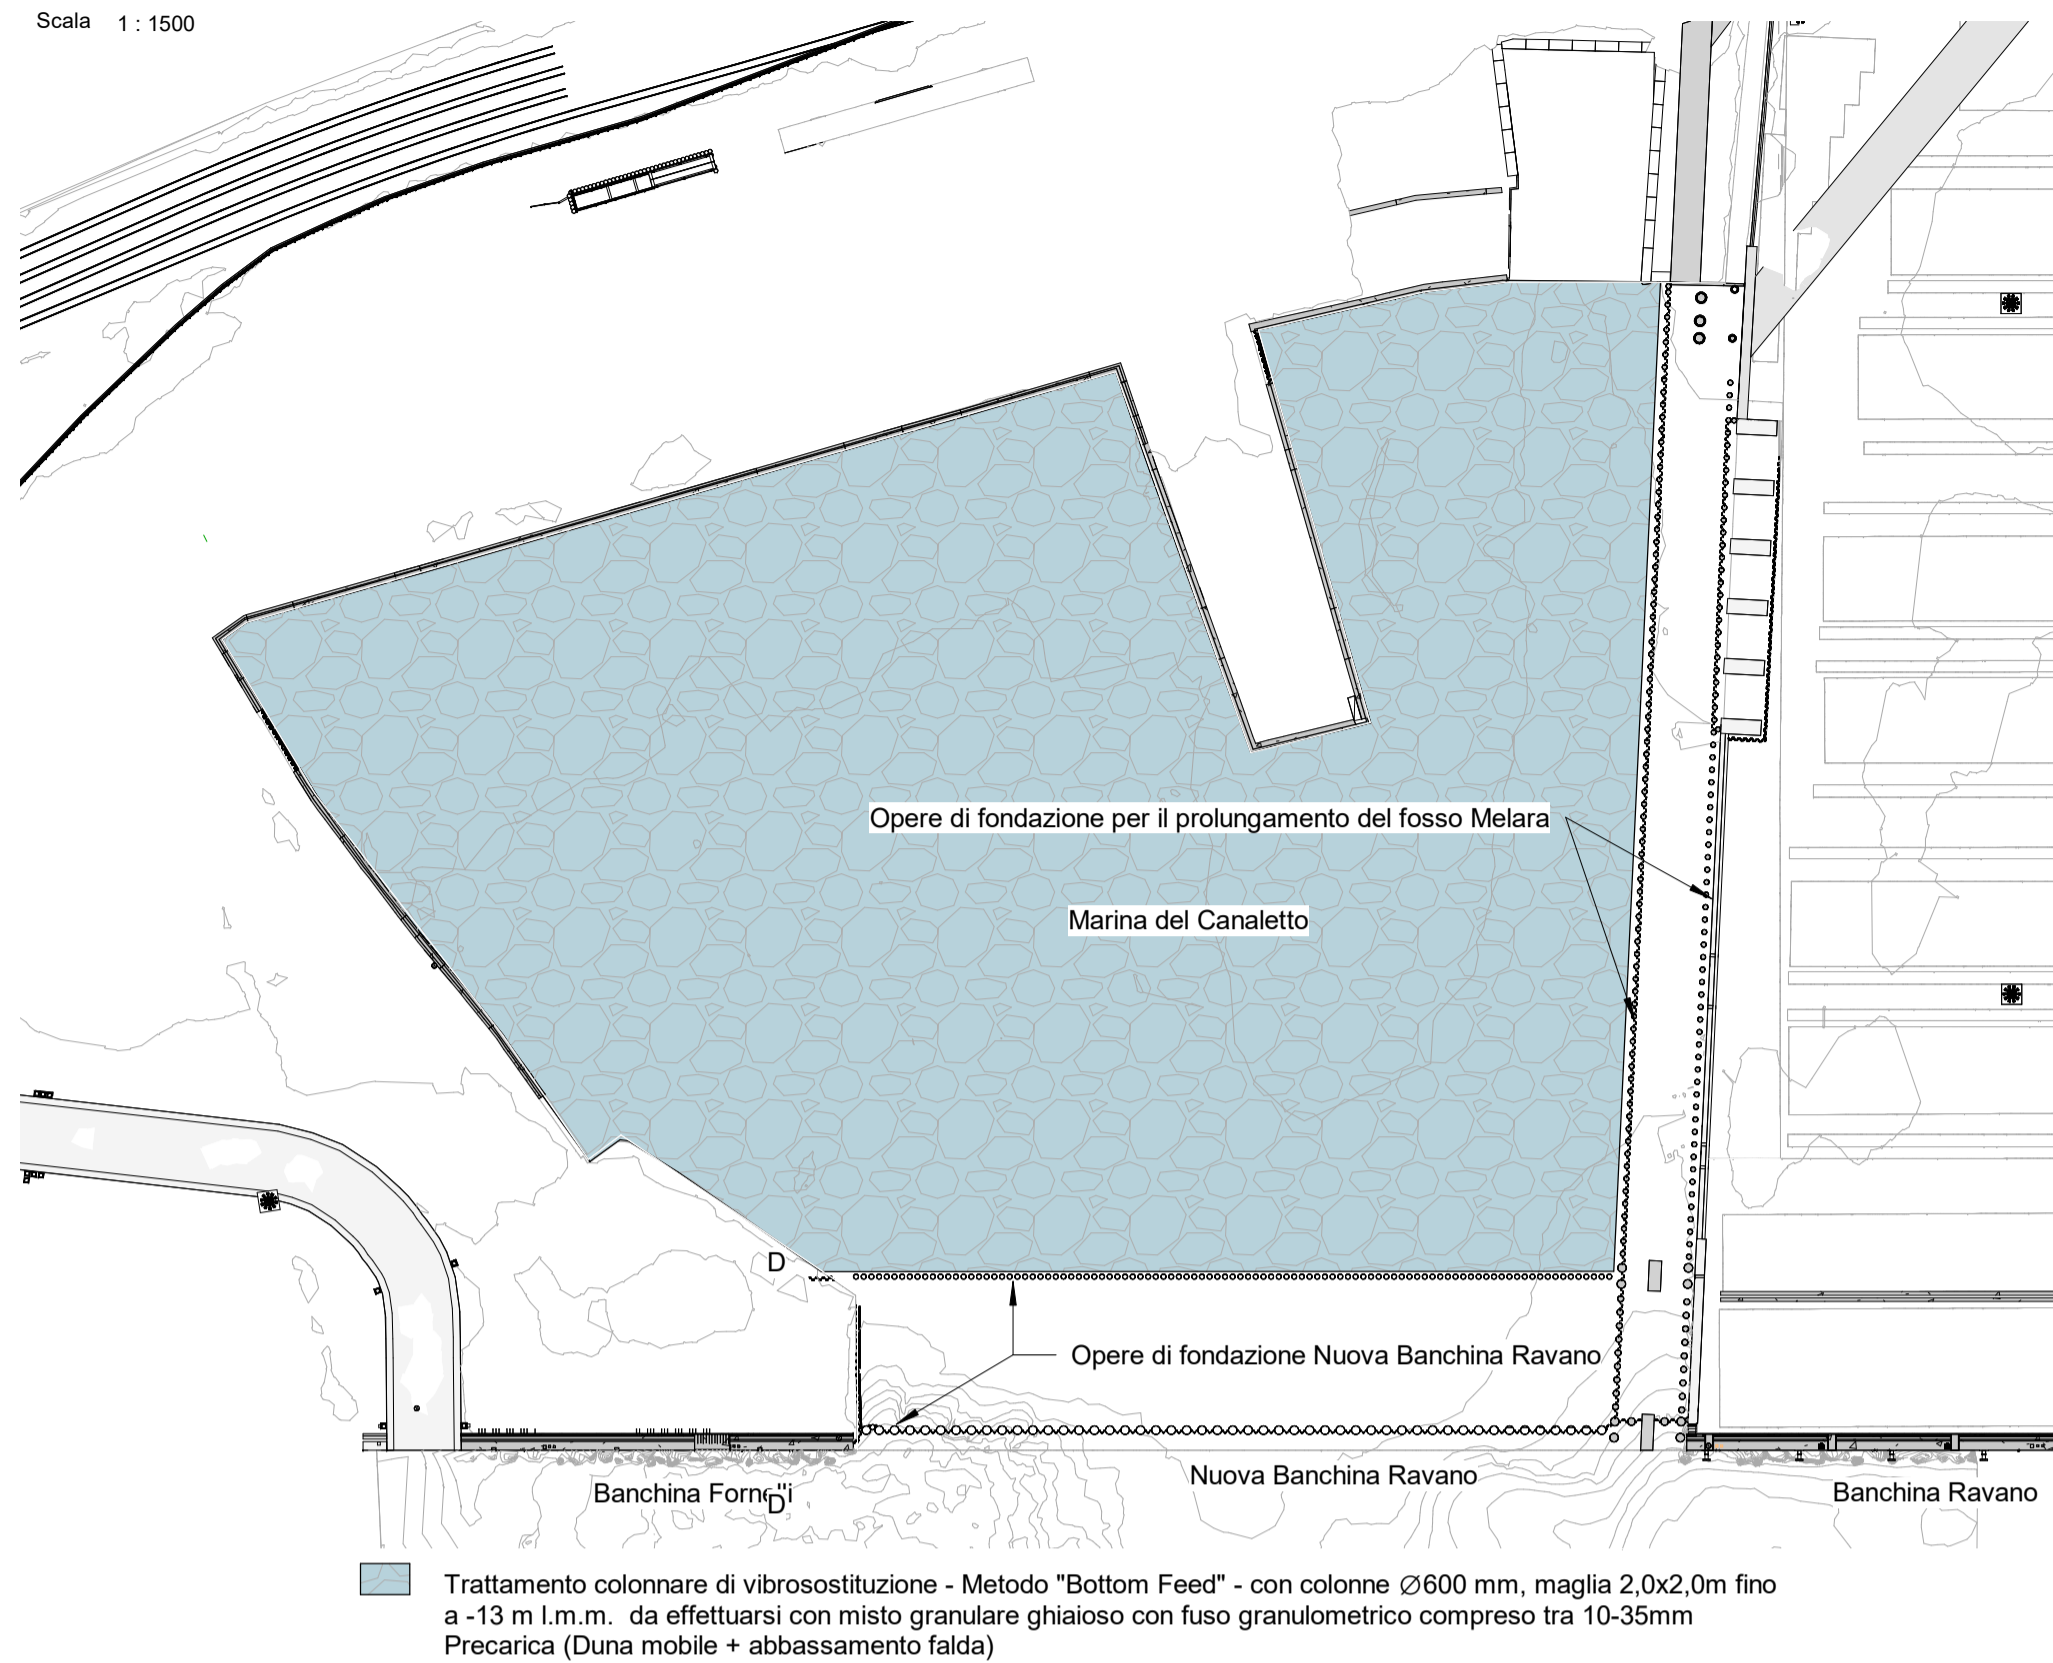 Scala 1 : 1500
Opere di fondazione per il prolungamento del fosso Melara
Marina del Canaletto
D
Opere di fondazione Nuova Banchina Ravano
Nuova Banchina Ravano
Banchina Fornelli
D
Banchina Ravano
Trattamento colonnare di vibrosostituzione - Metodo "Bottom Feed" - con colonne ∅600 mm, maglia 2,0x2,0m fino
a -13 m l.m.m. da effettuarsi con misto granulare ghiaioso con fuso granulometrico compreso tra 10-35mm
Precarica (Duna mobile + abbassamento falda)